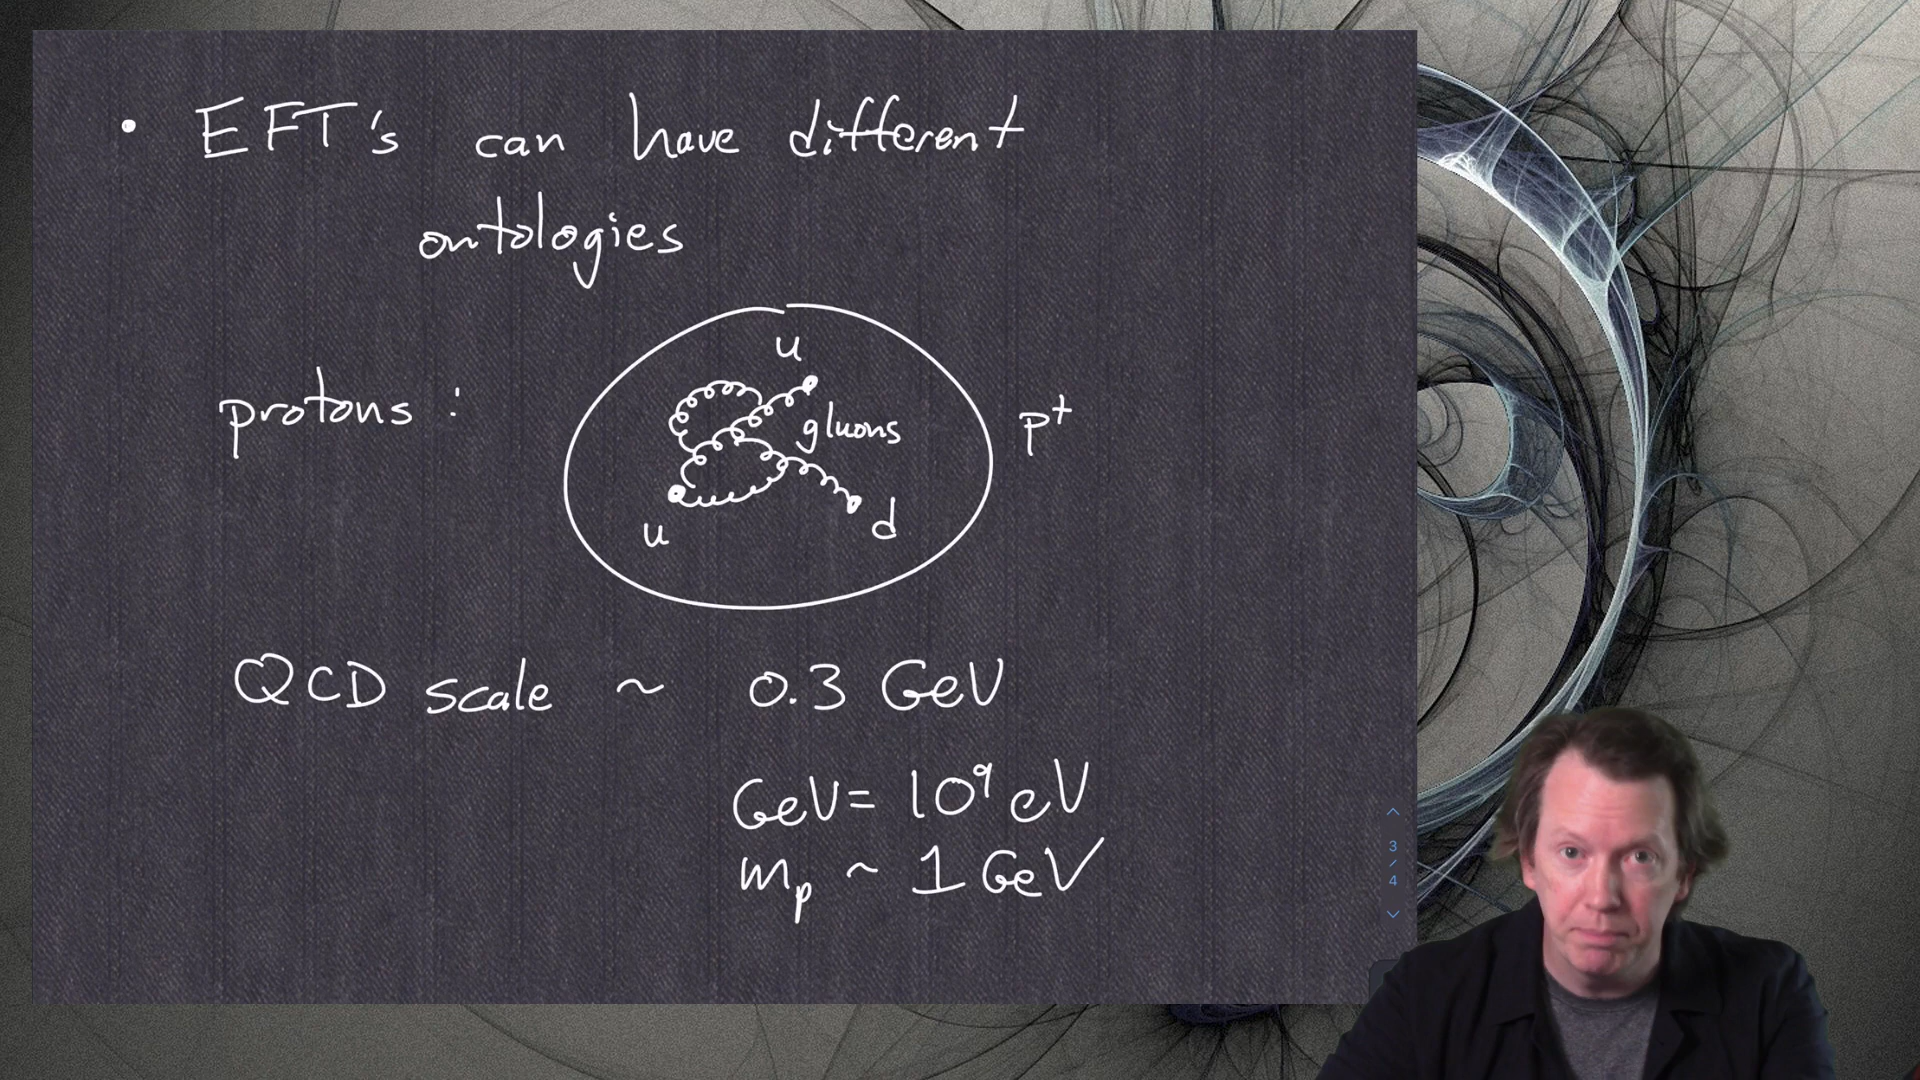 • EFT's can have different
ontologies
protons :
u
gluons
p⁺
u
d
QCD scale ~ 0.3 GeV
GeV = 10⁹ eV
mₚ ~ 1 GeV
3
/
4